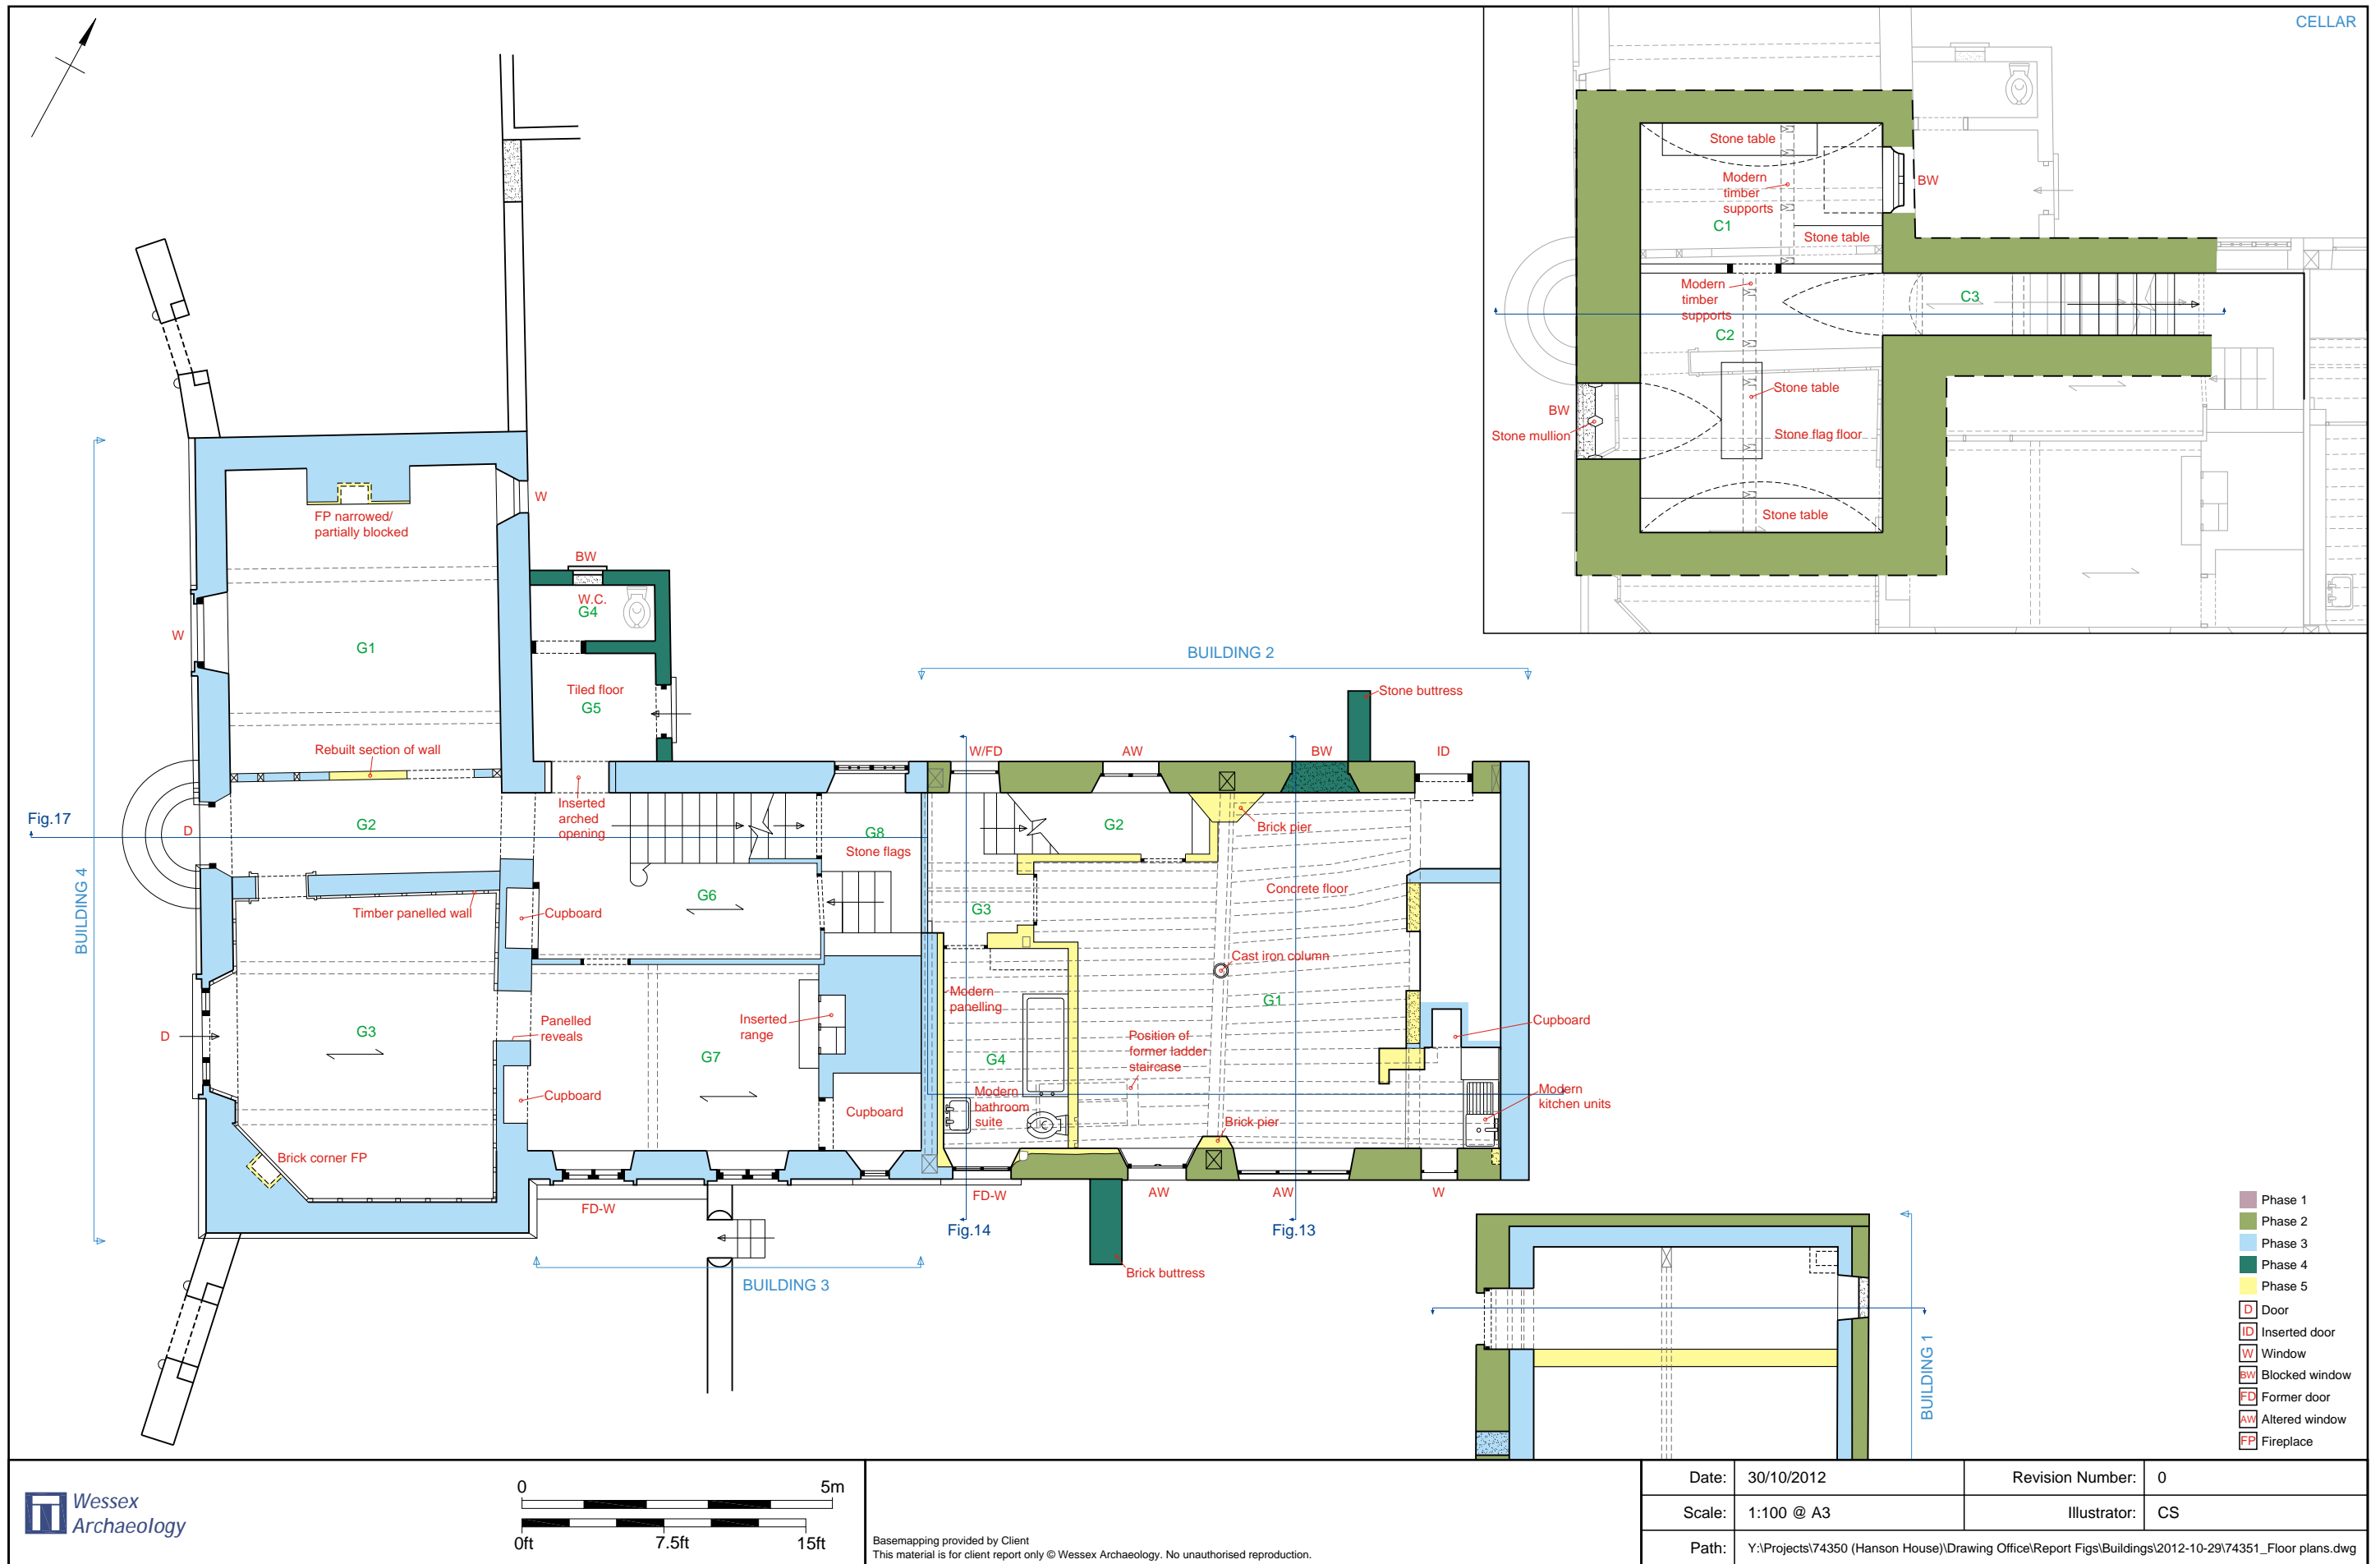 CELLAR
Stone table
Modern
timber
supports
BW
C1
Stone table
Modern
timber
supports
C3
C2
Stone table
BW
Stone mullion
Stone flag floor
Stone table
W
FP narrowed/
partially blocked
BW
W.C.
G4
W
G1
Tiled floor
G5
BUILDING 2
Stone buttress
Rebuilt section of wall
W/FD
AW
BW
ID
Fig.17
D
G2
Inserted
arched
opening
G8
Stone flags
G2
Brick pier
BUILDING 4
Timber panelled wall
Cupboard
G6
G3
Concrete floor
Cast iron column
Modern
panelling
G1
D
G3
Panelled
reveals
Inserted
range
G7
G4
Position of
former ladder
staircase
Cupboard
Cupboard
Cupboard
Modern
bathroom
suite
Modern
kitchen units
Brick pier
Brick corner FP
FD-W
FD-W
AW
AW
W
Fig.14
Fig.13
Brick buttress
BUILDING 3
BUILDING 1
Phase 1
Phase 2
Phase 3
Phase 4
Phase 5
D Door
ID Inserted door
W Window
BW Blocked window
FD Former door
AW Altered window
FP Fireplace
Wessex
Archaeology
0 5m
0ft 7.5ft 15ft
Basemapping provided by Client
This material is for client report only © Wessex Archaeology. No unauthorised reproduction.
Date: 30/10/2012 Revision Number: 0
Scale: 1:100 @ A3 Illustrator: CS
Path: Y:\Projects\74350 (Hanson House)\Drawing Office\Report Figs\Buildings\2012-10-29\74351_Floor plans.dwg